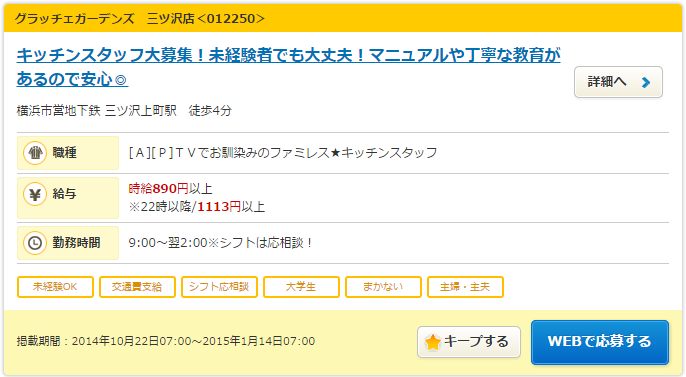 グラッチェガーデンズ　三ツ沢店<012250>
キッチンスタッフ大募集！未経験者でも大丈夫！マニュアルや丁寧な教育が
あるので安心◎
詳細へ
横浜市営地下鉄 三ツ沢上町駅　徒歩4分
職種
[Ａ][Ｐ]ＴＶでお馴染みのファミレス★キッチンスタッフ
給与
時給890円以上
※22時以降/1113円以上
勤務時間
9:00～翌2:00※シフトは応相談！
未経験OK
交通費支給
シフト応相談
大学生
まかない
主婦・主夫
掲載期間：2014年10月22日07:00～2015年1月14日07:00
キープする
WEBで応募する